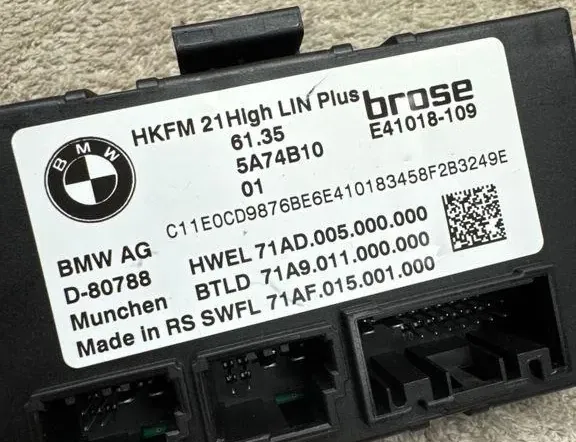 BMW
HKFM 21HIgh LIN Plus
brose
61.35
E41018-109
5A74B10
01
C11E0CD9876BE6E410183458F2B3249E
BMW AG
HWEL 71AD.005.000.000
D-80788
BTLD 71A9.011.000.000
Munchen
Made in RS SWFL 71AF.015.001.000